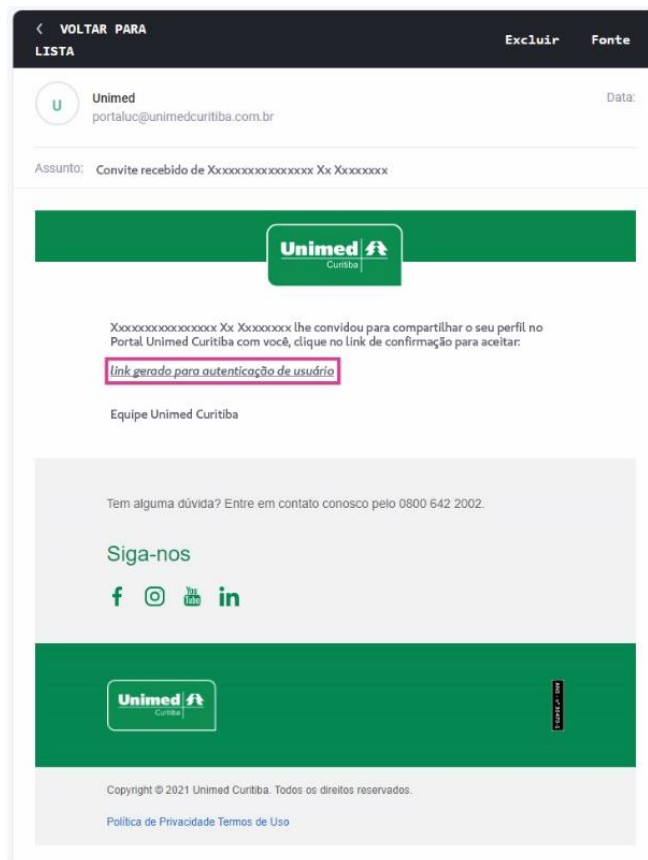 < VOLTAR PARA
LISTA
Excluir Fonte
U
Unimed
Data:
portaluc@unimedcuritiba.com.br
Assunto: Convite recebido de Xxxxxxxxxxxxxxxx Xx Xxxxxxxx
Unimed
Curitiba
Xxxxxxxxxxxxxxxx Xx Xxxxxxxx lhe convidou para compartilhar o seu perfil no
Portal Unimed Curitiba com você, clique no link de confirmação para aceitar:
link gerado para autenticação de usuário
Equipe Unimed Curitiba
Tem alguma dúvida? Entre em contato conosco pelo 0800 642 2002.
Siga-nos
f You Tube in
Unimed
Curitiba
Copyright © 2021 Unimed Curitiba. Todos os direitos reservados.
Política de Privacidade Termos de Uso